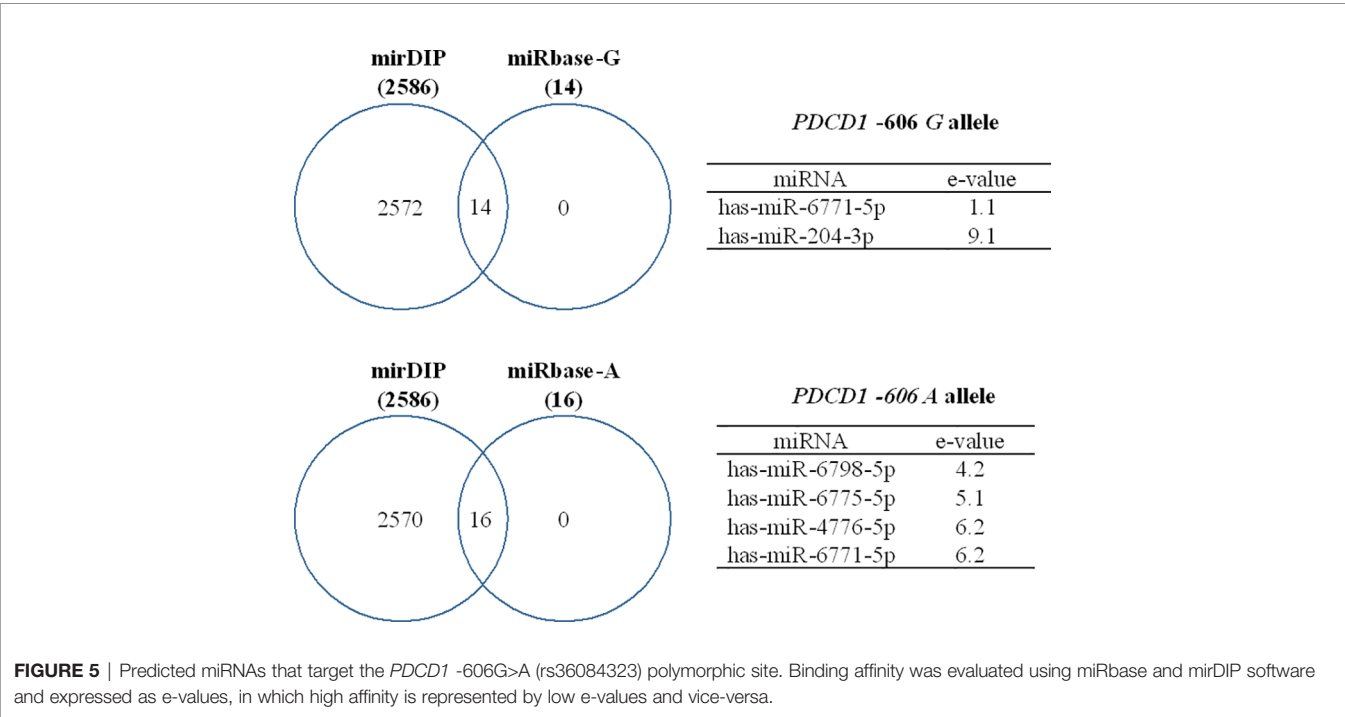 mirDIP
(2586)
miRbase-G
(14)
2572
14
0
PDCD1 -606 G allele
miRNA e-value
has-miR-6771-5p 1.1
has-miR-204-3p 9.1
mirDIP
(2586)
miRbase-A
(16)
2570
16
0
PDCD1 -606 A allele
miRNA e-value
has-miR-6798-5p 4.2
has-miR-6775-5p 5.1
has-miR-4776-5p 6.2
has-miR-6771-5p 6.2
FIGURE 5 | Predicted miRNAs that target the PDCD1 -606G>A (rs36084323) polymorphic site. Binding affinity was evaluated using miRbase and mirDIP software
and expressed as e-values, in which high affinity is represented by low e-values and vice-versa.